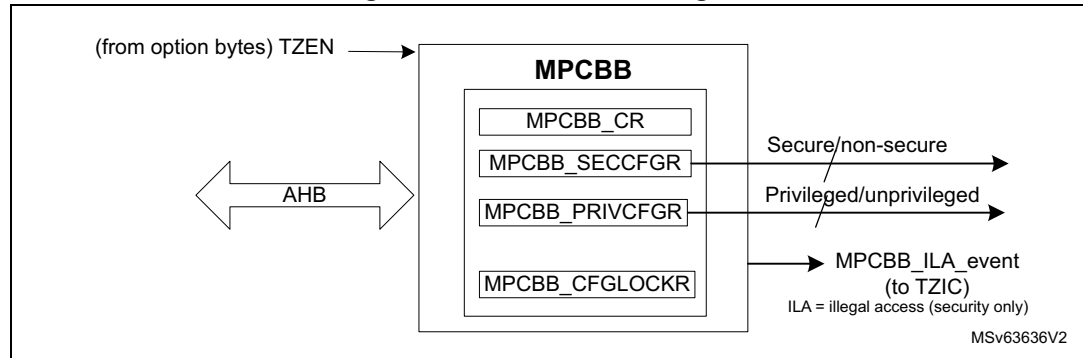 (from option bytes) TZEN
MPCBB
MPCBB_CR
MPCBB_SECCFGR
MPCBB_PRIVCFGR
MPCBB_CFGLOCKR
AHB
Secure/non-secure
Privileged/unprivileged
MPCBB_ILA_event
(to TZIC)
ILA = illegal access (security only)
MSv63636V2